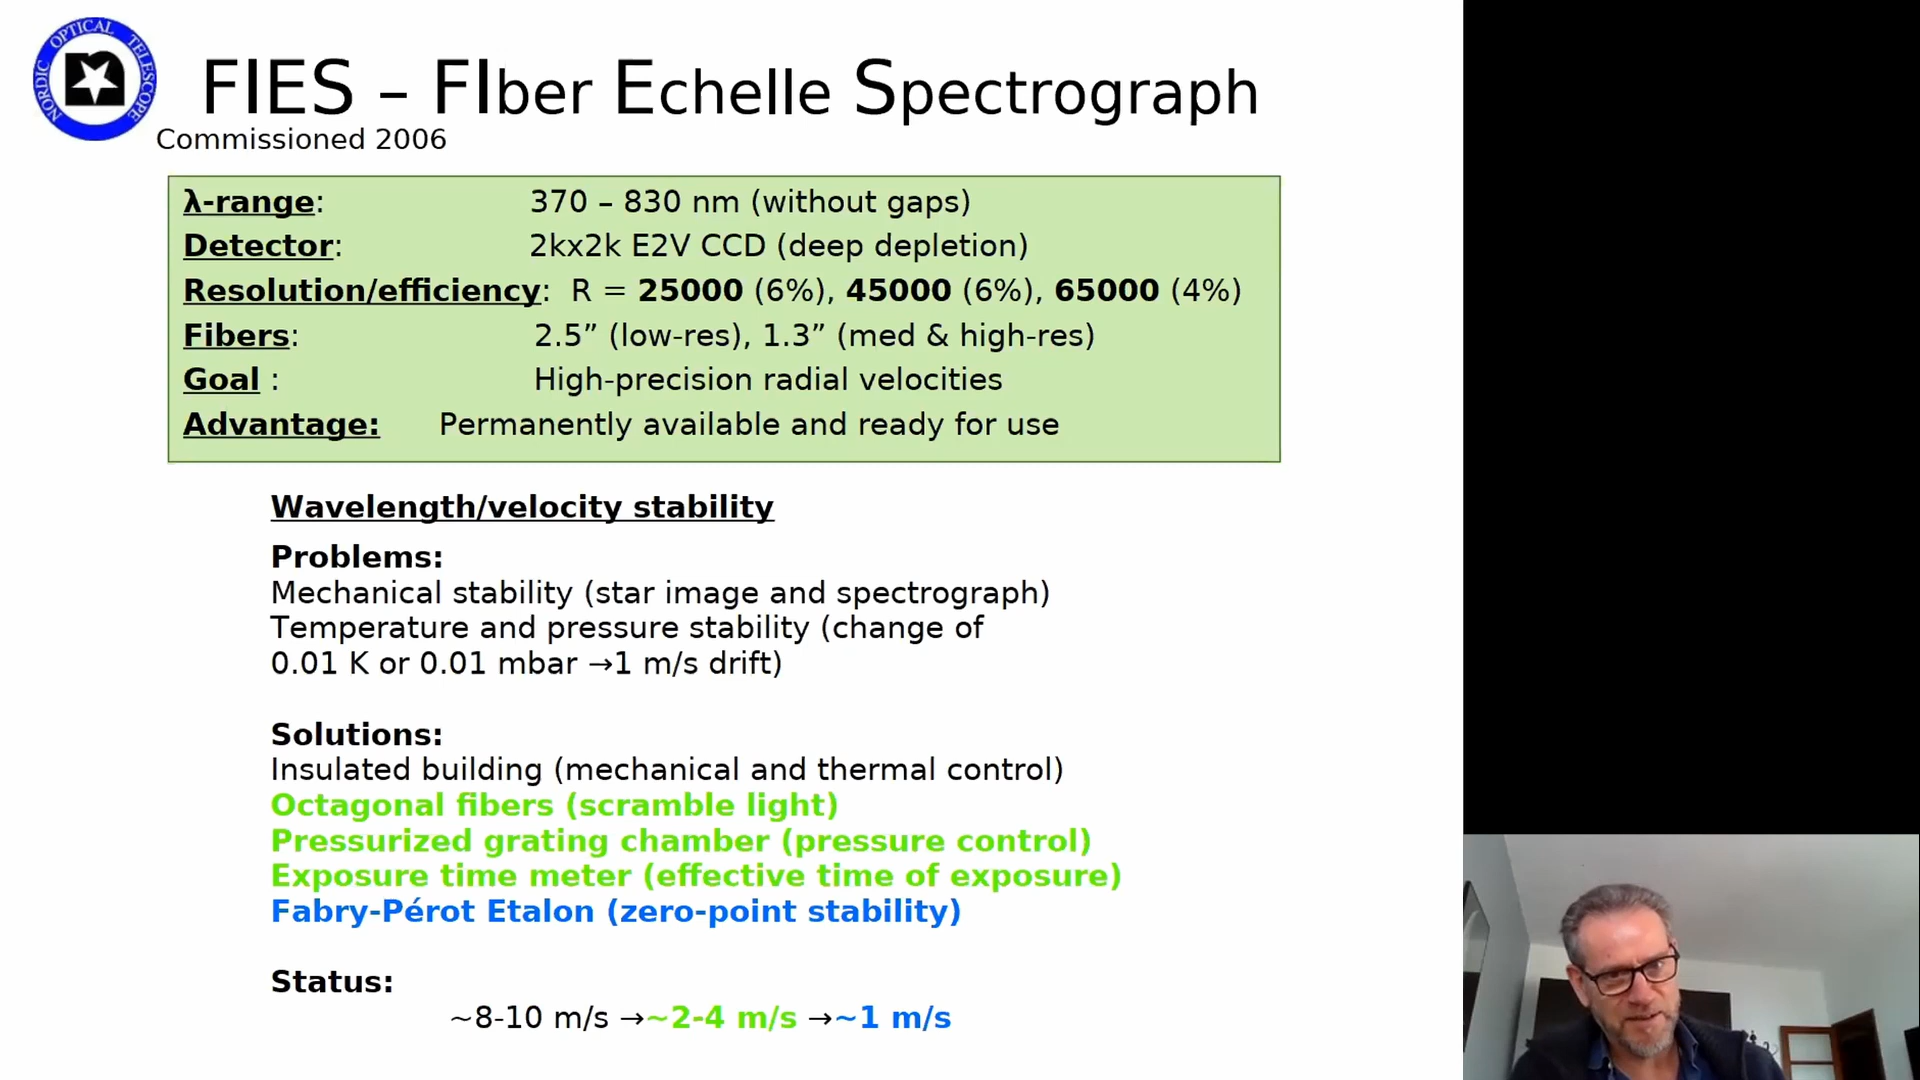 NORDIC OPTICAL TELESCOPE
FIES – FIber Echelle Spectrograph
Commissioned 2006
λ-range: 370 – 830 nm (without gaps)
Detector: 2kx2k E2V CCD (deep depletion)
Resolution/efficiency: R = 25000 (6%), 45000 (6%), 65000 (4%)
Fibers: 2.5” (low-res), 1.3” (med & high-res)
Goal : High-precision radial velocities
Advantage: Permanently available and ready for use
Wavelength/velocity stability
Problems:
Mechanical stability (star image and spectrograph)
Temperature and pressure stability (change of
0.01 K or 0.01 mbar →1 m/s drift)
Solutions:
Insulated building (mechanical and thermal control)
Octagonal fibers (scramble light)
Pressurized grating chamber (pressure control)
Exposure time meter (effective time of exposure)
Fabry-Pérot Etalon (zero-point stability)
Status:
~8-10 m/s →~2-4 m/s →~1 m/s